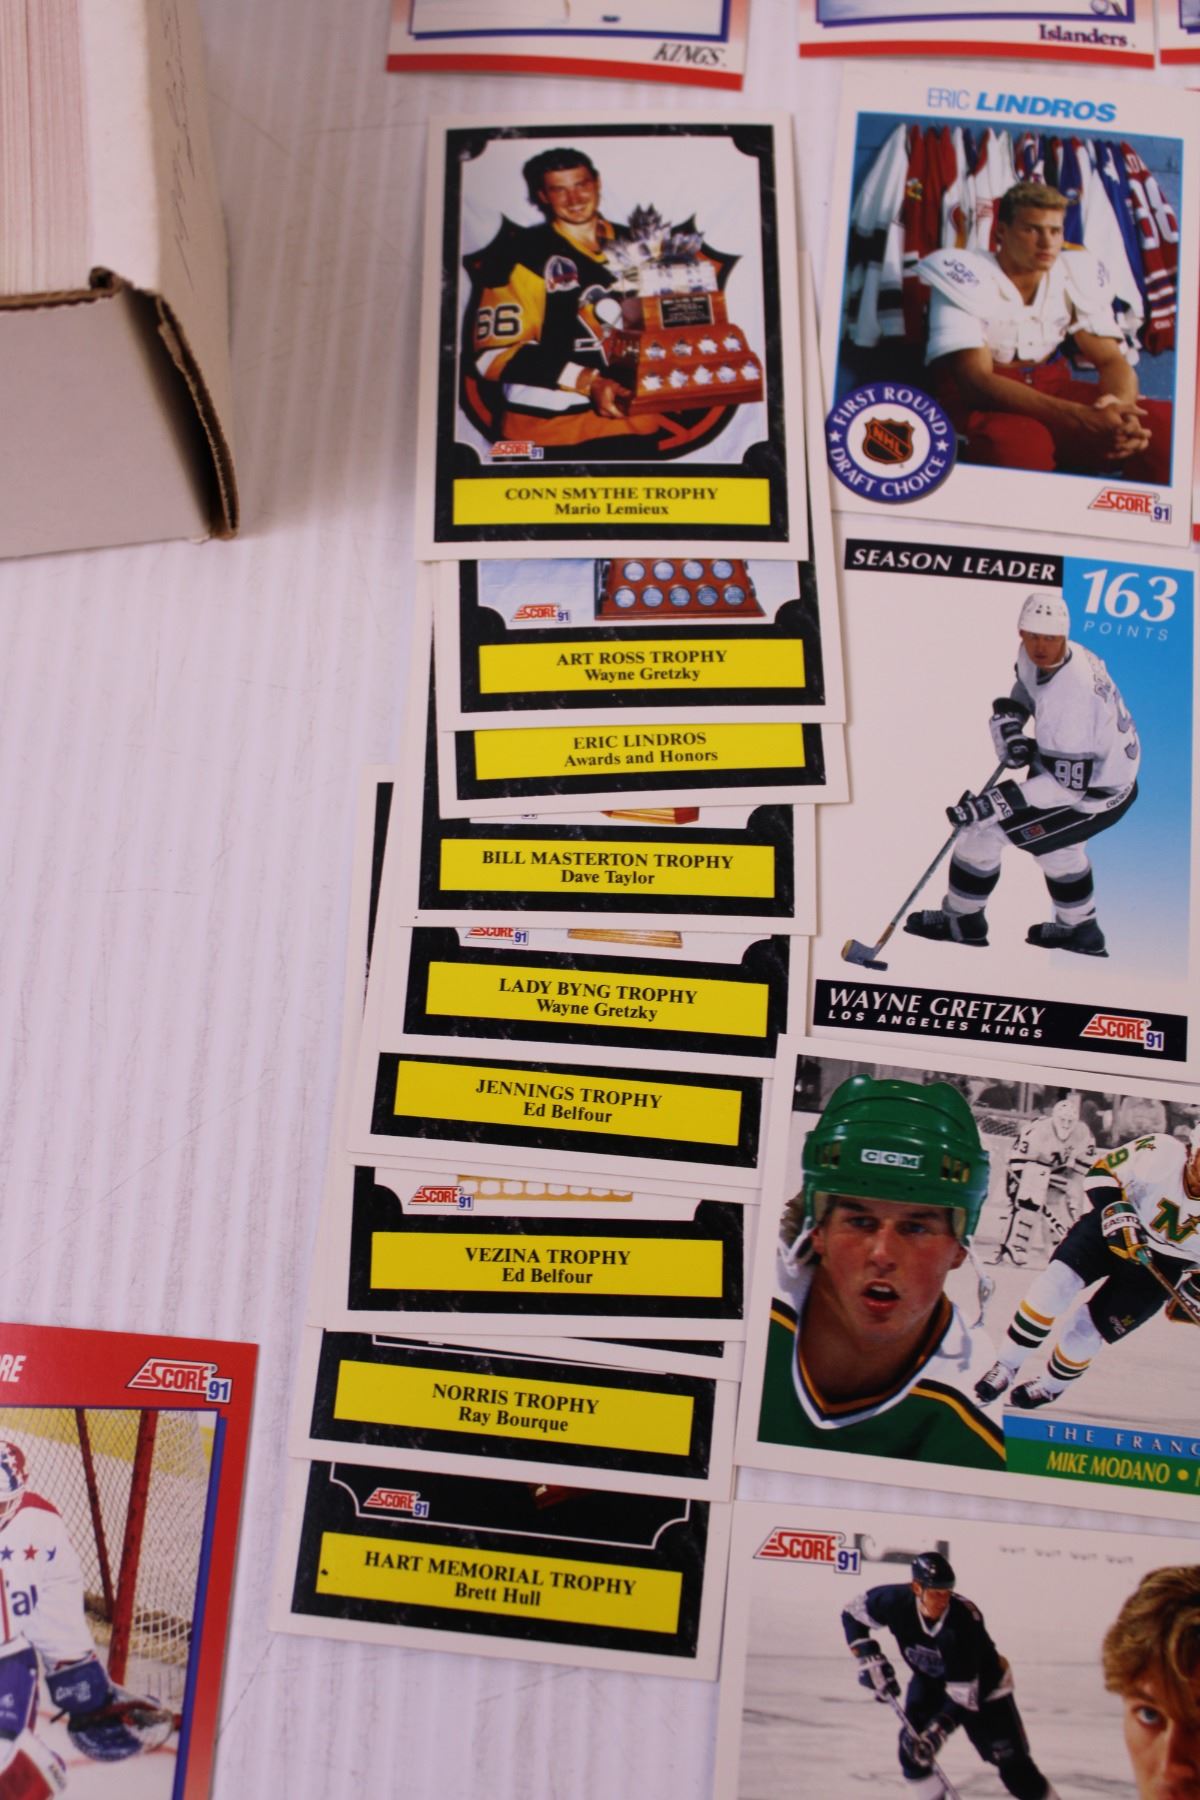 KINGS
Islanders
ERIC LINDROS
FIRST ROUND
NHL
DRAFT CHOICE
SCORE 91
66
SCORE 91
CONN SMYTHE TROPHY
Mario Lemieux
SCORE 91
ART ROSS TROPHY
Wayne Gretzky
ERIC LINDROS
Awards and Honors
BILL MASTERTON TROPHY
Dave Taylor
SCORE 91
LADY BYNG TROPHY
Wayne Gretzky
JENNINGS TROPHY
Ed Belfour
SCORE 91
VEZINA TROPHY
Ed Belfour
NORRIS TROPHY
Ray Bourque
SCORE 91
HART MEMORIAL TROPHY
Brett Hull
SEASON LEADER
163
POINTS
99
WAYNE GRETZKY
LOS ANGELES KINGS
SCORE 91
CCM
THE FRANC
MIKE MODANO •
SCORE 91
RE
SCORE 91